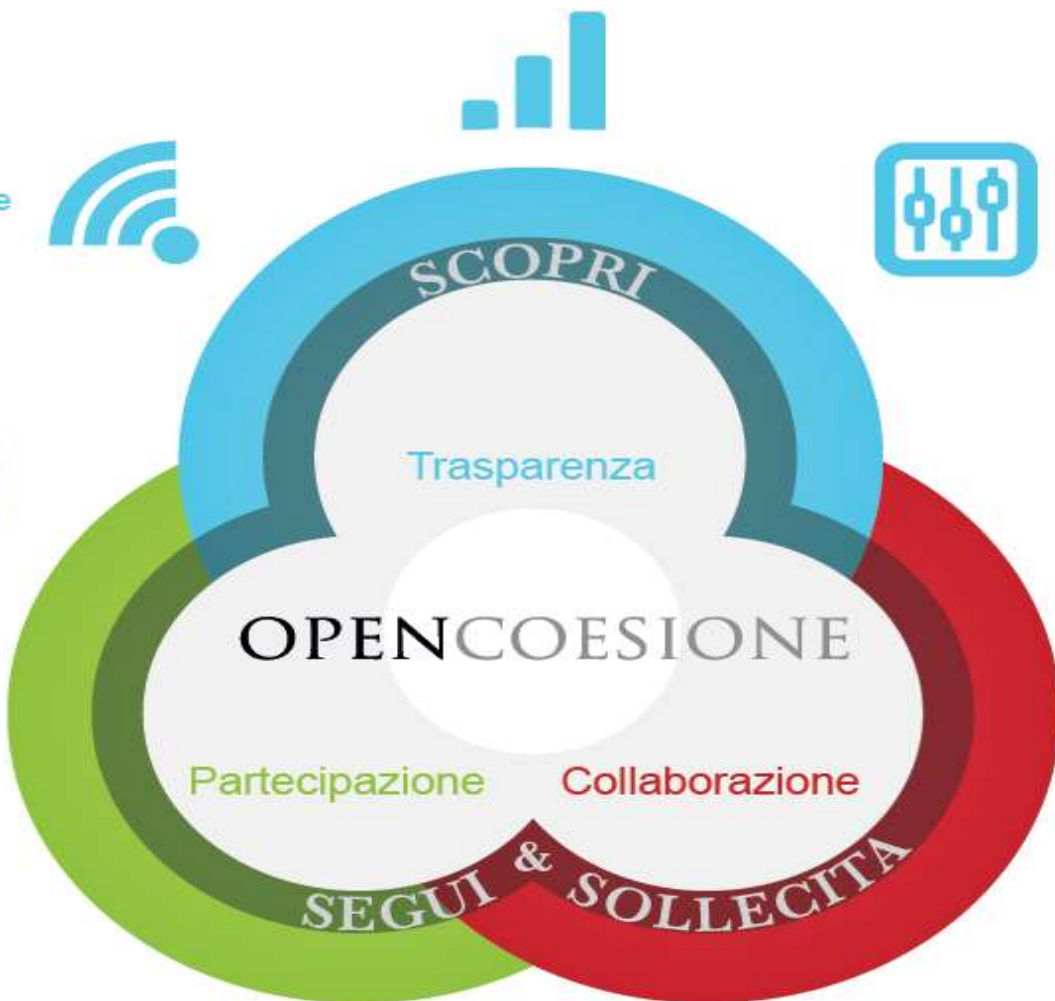 e
SCOPRI
Trasparenza
OPENCOESIONE
Partecipazione
Collaborazione
SEGUI & SOLLECITA